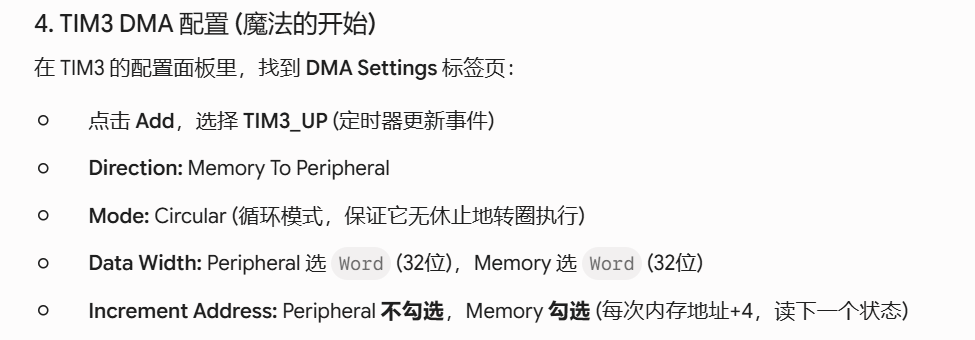 4. TIM3 DMA 配置 (魔法的开始)
在 TIM3 的配置面板里，找到 DMA Settings 标签页：
点击 Add，选择 TIM3_UP (定时器更新事件)
Direction: Memory To Peripheral
Mode: Circular (循环模式，保证它无休止地转圈执行)
Data Width: Peripheral 选 Word (32位)，Memory 选 Word (32位)
Increment Address: Peripheral 不勾选，Memory 勾选 (每次内存地址+4，读下一个状态)